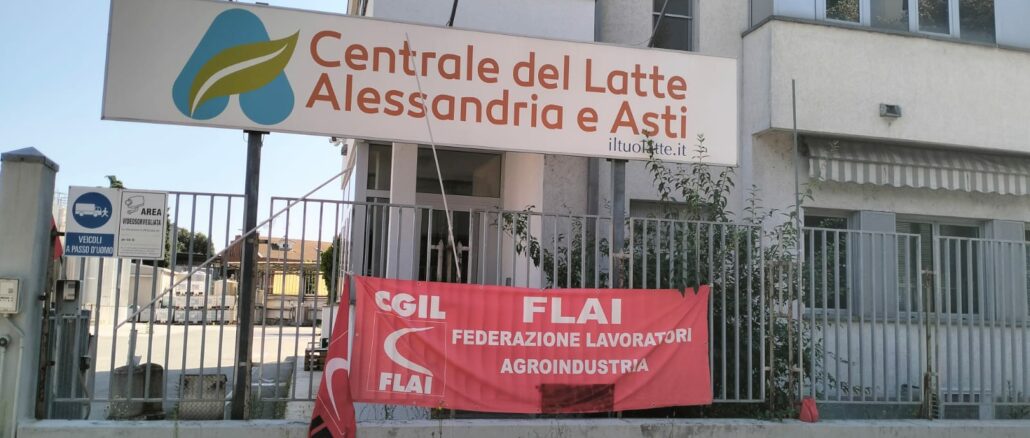 Centrale del Latte
Alessandria e Asti
iltuolatte.it
AREA
VIDEOSORVEGLIATA
VEICOLI
A PASSO D'UOMO
CGIL
FLAI
FLAI
FEDERAZIONE LAVORATORI
AGROINDUSTRIA